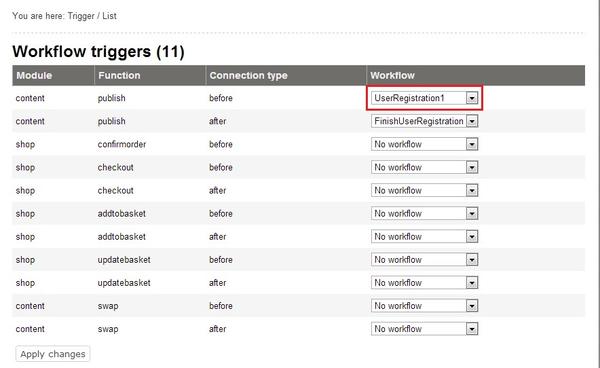 You are here: Trigger / List
Workflow triggers (11)
Module Function Connection type Workflow
content publish before UserRegistration1
content publish after FinishUserRegistration
shop confirmorder before No workflow
shop checkout before No workflow
shop checkout after No workflow
shop addtobasket before No workflow
shop addtobasket after No workflow
shop updatebasket before No workflow
shop updatebasket after No workflow
content swap before No workflow
content swap after No workflow
Apply changes